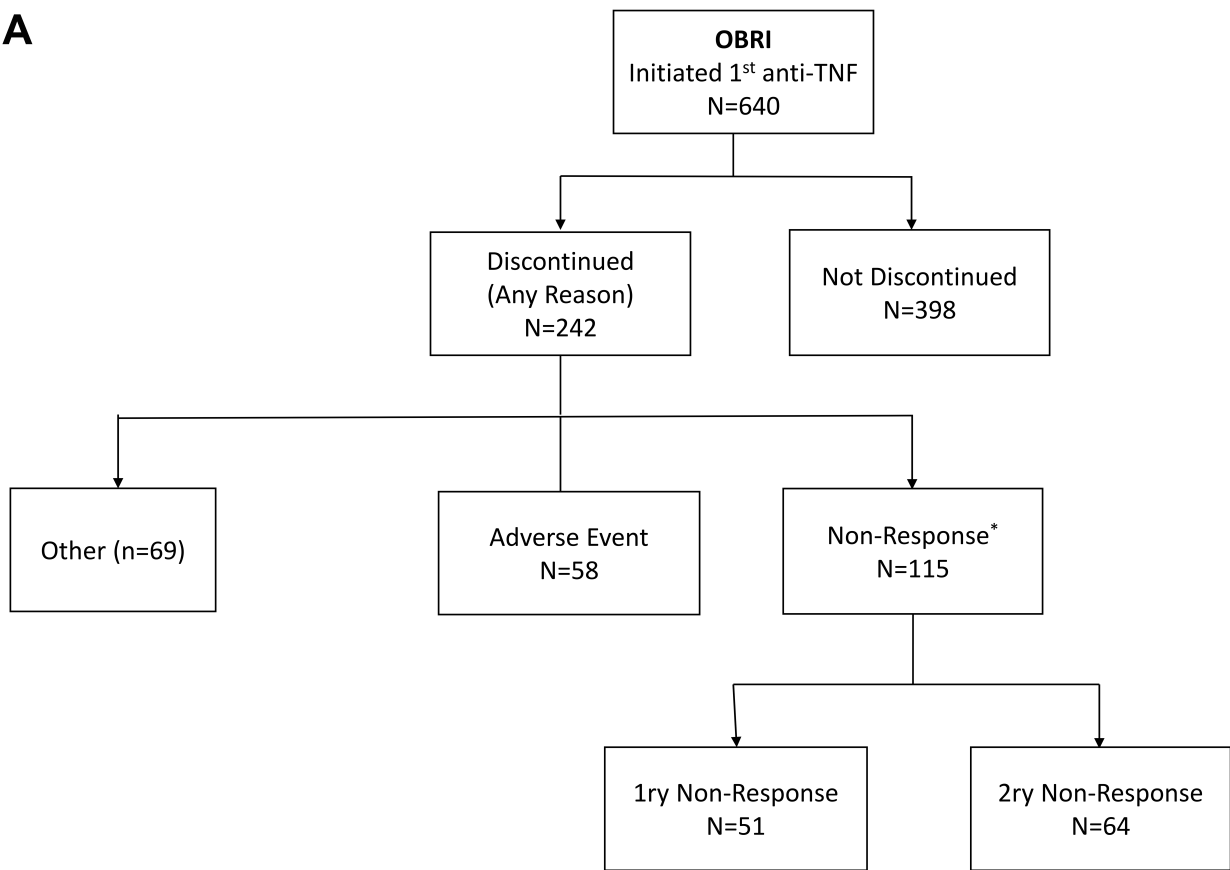 A
OBRI
Initiated 1st anti-TNF
N=640
Discontinued
(Any Reason)
N=242
Not Discontinued
N=398
Other (n=69)
Adverse Event
N=58
Non-Response*
N=115
1ry Non-Response
N=51
2ry Non-Response
N=64